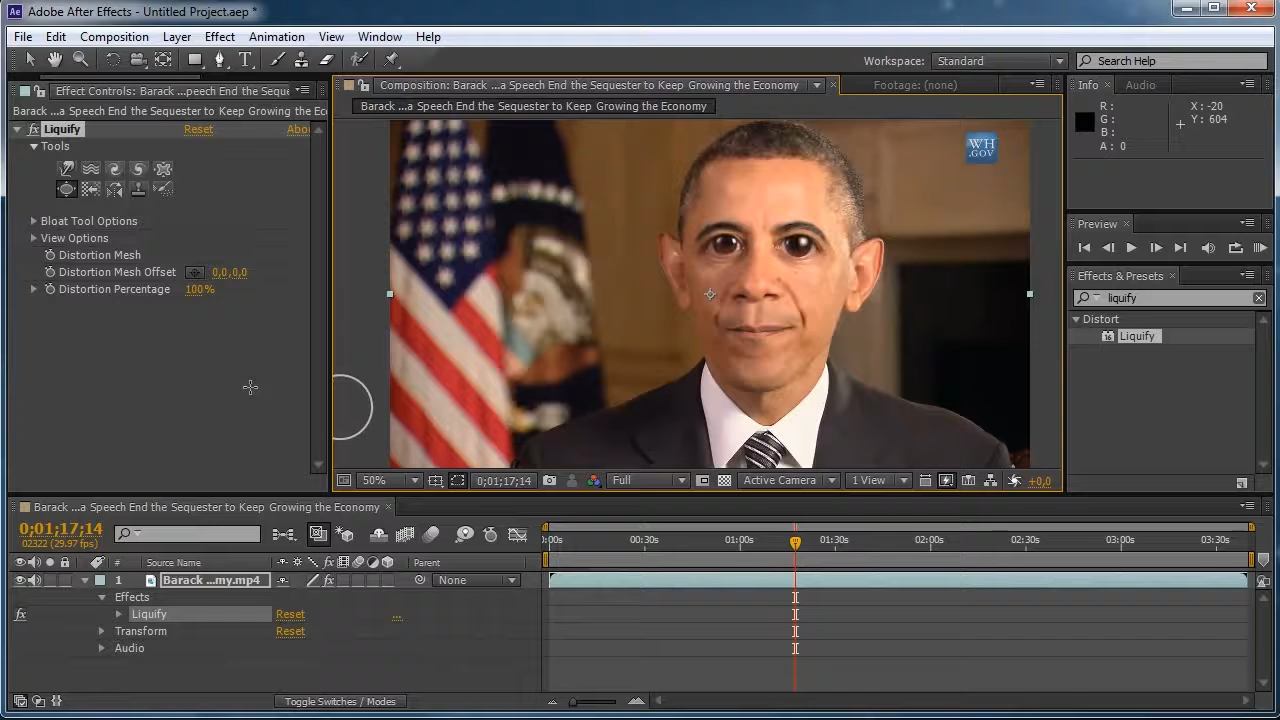 Adobe After Effects - Untitled Project.aep *
File Edit Composition Layer Effect Animation View Window Help
Workspace: Standard
Search Help
Effect Controls: Barack ...peech End the Seque
Barack ...a Speech End the Sequester to Keep Growing the Ec
fx Liquify Reset Abo
Tools
Bloat Tool Options
View Options
Distortion Mesh
Distortion Mesh Offset 0,0,0,0
Distortion Percentage 100%
Composition: Barack ...a Speech End the Sequester to Keep Growing the Economy
Footage: (none)
Barack ...a Speech End the Sequester to Keep Growing the Economy
WH
.GOV
50% 0;01;17;14 Full Active Camera 1 View +0,0
Info Audio
R: X: -20
G: Y: 604
B:
A: 0
Preview
Effects & Presets
liquify
Distort
Liquify
Barack ...a Speech End the Sequester to Keep Growing the Economy
0;01;17;14
02322 (29.97 fps)
:00s 00:30s 01:00s 01:30s 02:00s 02:30s 03:00s 03:30s
# Source Name fx Parent
1 Barack ...my.mp4 fx None
Effects
fx Liquify Reset ...
Transform Reset
Audio
Toggle Switches / Modes